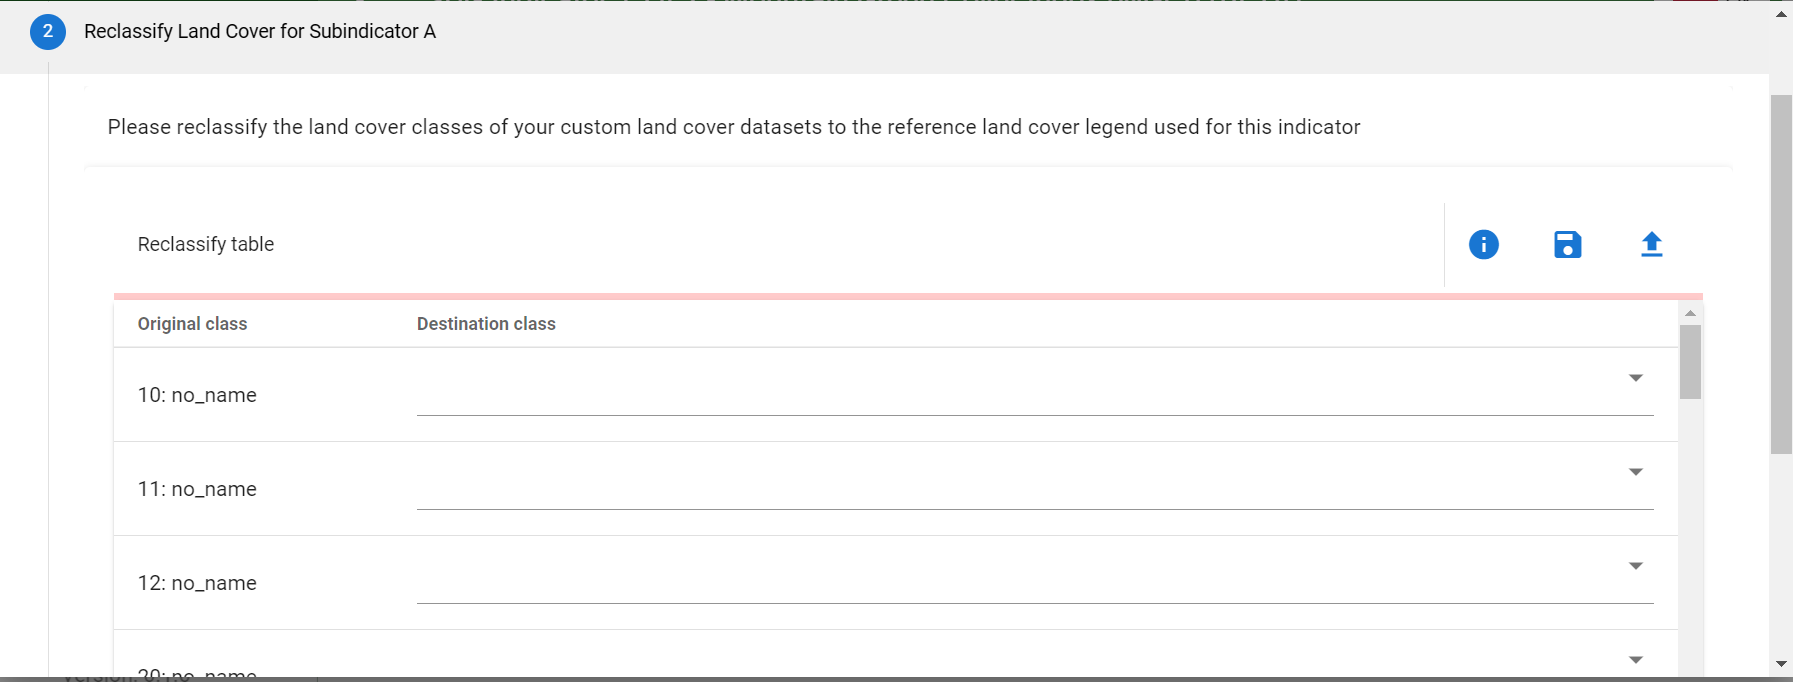 2 Reclassify Land Cover for Subindicator A
Please reclassify the land cover classes of your custom land cover datasets to the reference land cover legend used for this indicator
Reclassify table
Original class Destination class
10: no_name
11: no_name
12: no_name
20: no_name